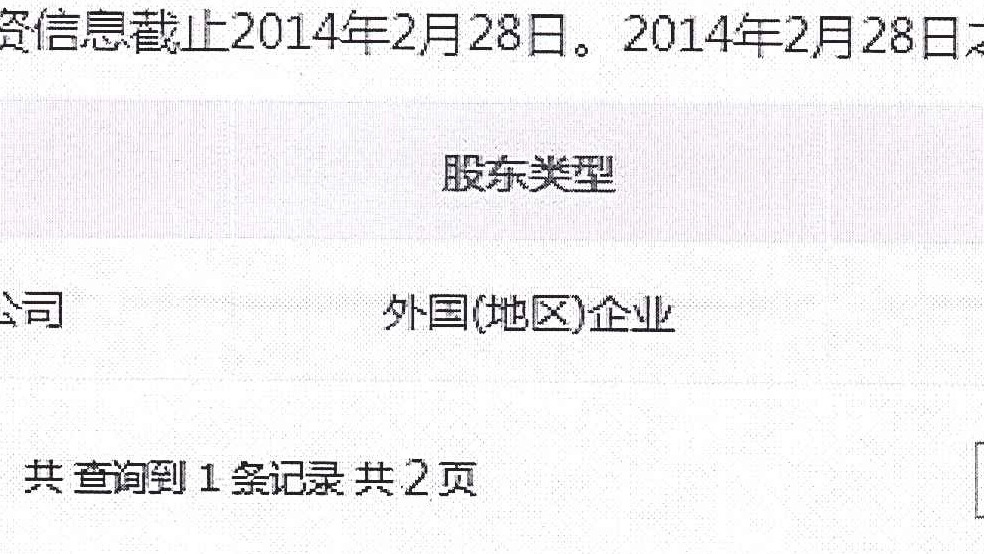 资信息截止2014年2月28日。2014年2月28日之
股东类型
公司 外国(地区)企业
共 查询到 1 条记录 共 2 页